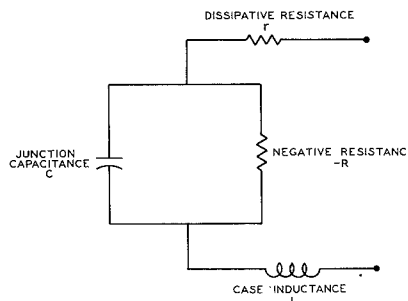 DISSIPATIVE RESISTANCE
r
JUNCTION
CAPACITANCE
C
NEGATIVE RESISTANC
-R
CASE INDUCTANCE